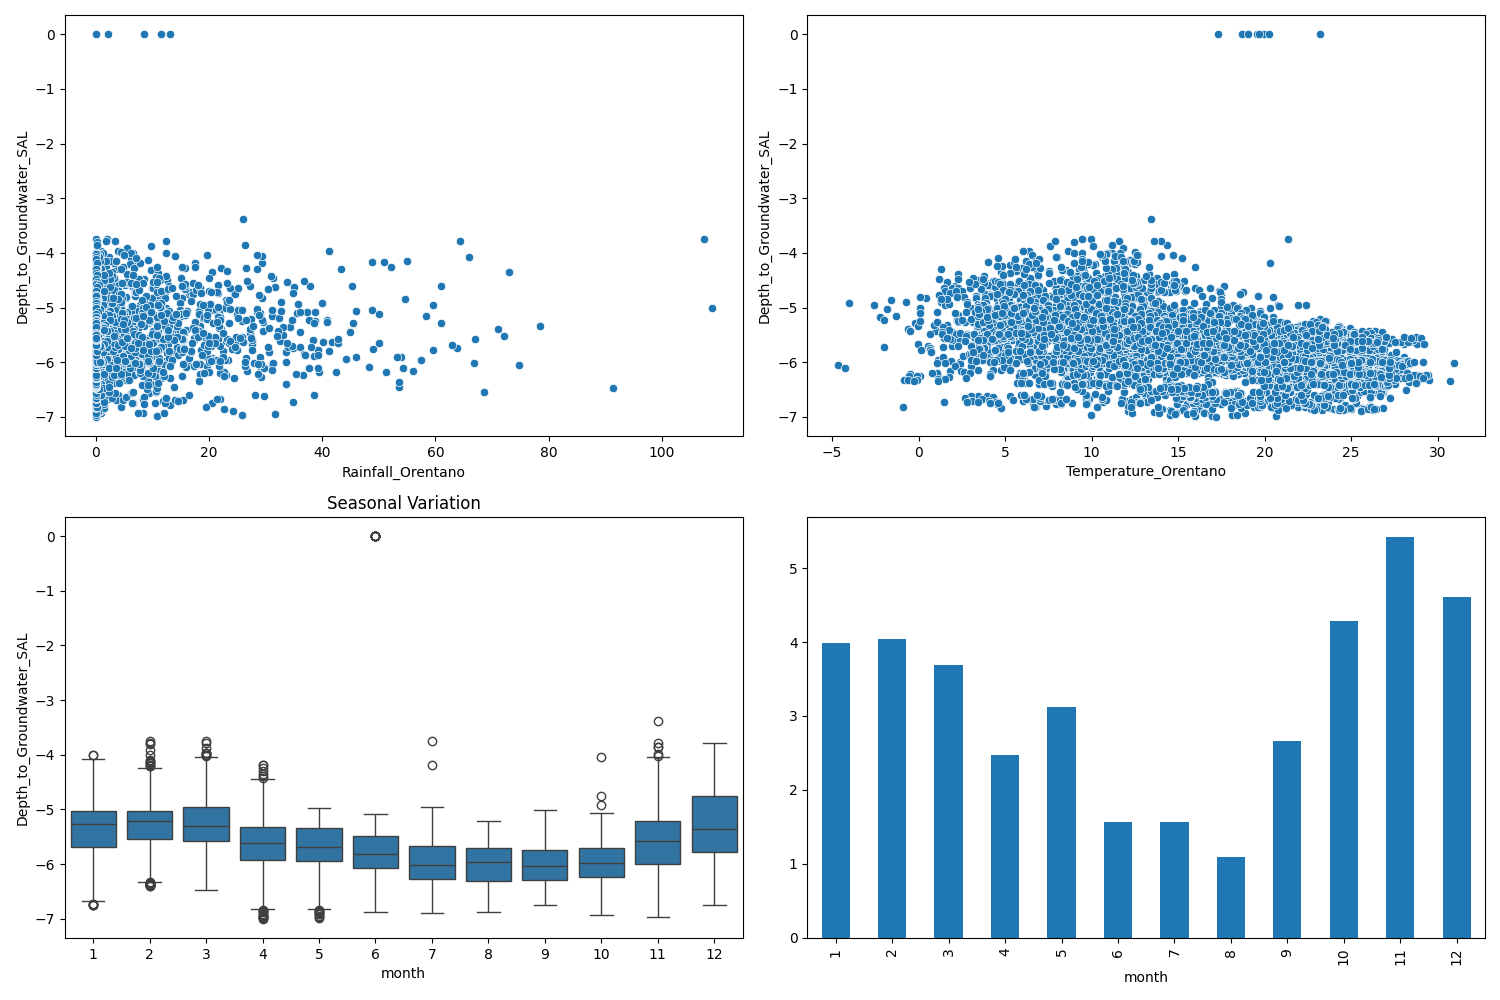 0
−1
−2
−3
−4
−5
−6
−7
Depth_to_Groundwater_SAL
0 20 40 60 80 100
Rainfall_Orentano
0
−1
−2
−3
−4
−5
−6
−7
Depth_to_Groundwater_SAL
−5 0 5 10 15 20 25 30
Temperature_Orentano
Seasonal Variation
0
−1
−2
−3
−4
−5
−6
−7
Depth_to_Groundwater_SAL
1 2 3 4 5 6 7 8 9 10 11 12
month
5
4
3
2
1
0
1 2 3 4 5 6 7 8 9 10 11 12
month